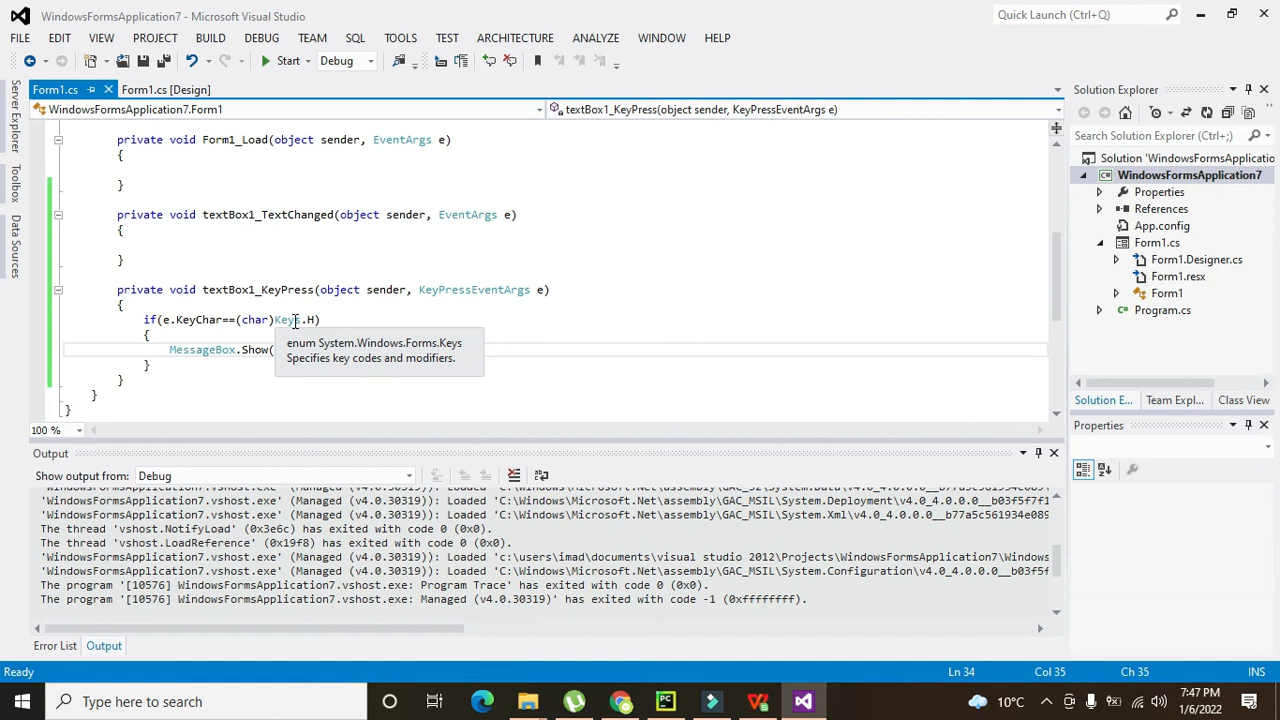 WindowsFormsApplication7 - Microsoft Visual Studio
Quick Launch (Ctrl+Q)
FILE EDIT VIEW PROJECT BUILD DEBUG TEAM SQL TOOLS TEST ARCHITECTURE ANALYZE WINDOW HELP
Start Debug
Server Explorer
Toolbox
Data Sources
Form1.cs Form1.cs [Design]
WindowsFormsApplication7.Form1 textBox1_KeyPress(object sender, KeyPressEventArgs e)
private void Form1_Load(object sender, EventArgs e)
{
}
private void textBox1_TextChanged(object sender, EventArgs e)
{
}
private void textBox1_KeyPress(object sender, KeyPressEventArgs e)
{
if(e.KeyChar==(char)Keys.H)
{
enum System.Windows.Forms.Keys
Specifies key codes and modifiers.
MessageBox.Show(
}
}
}
}
100 %
Output
Show output from: Debug
'WindowsFormsApplication7.vshost.exe' (Managed (v4.0.30319)): Loaded 'C:\Windows\Microsoft.Net\assembly\GAC_MSIL\System.Deployment\v4.0_4.0.0.0__b03f5f7f1
'WindowsFormsApplication7.vshost.exe' (Managed (v4.0.30319)): Loaded 'C:\Windows\Microsoft.Net\assembly\GAC_MSIL\System.Xml\v4.0_4.0.0.0__b77a5c561934e089
The thread 'vshost.NotifyLoad' (0x3e6c) has exited with code 0 (0x0).
The thread 'vshost.LoadReference' (0x19f8) has exited with code 0 (0x0).
'WindowsFormsApplication7.vshost.exe' (Managed (v4.0.30319)): Loaded 'c:\users\imad\documents\visual studio 2012\Projects\WindowsFormsApplication7\Windows
'WindowsFormsApplication7.vshost.exe' (Managed (v4.0.30319)): Loaded 'C:\Windows\Microsoft.Net\assembly\GAC_MSIL\System.Configuration\v4.0_4.0.0.0__b03f5f
The program '[10576] WindowsFormsApplication7.vshost.exe: Program Trace' has exited with code 0 (0x0).
The program '[10576] WindowsFormsApplication7.vshost.exe: Managed (v4.0.30319)' has exited with code -1 (0xffffffff).
Error List Output
Solution Explorer
Search Solution Explorer (Ctrl+;)
Solution 'WindowsFormsApplicatio
WindowsFormsApplication7
Properties
References
App.config
Form1.cs
Form1.Designer.cs
Form1.resx
Form1
Program.cs
Solution E... Team Expl... Class View
Properties
Ready Ln 34 Col 35 Ch 35 INS
Type here to search
10°C
7:47 PM
1/6/2022